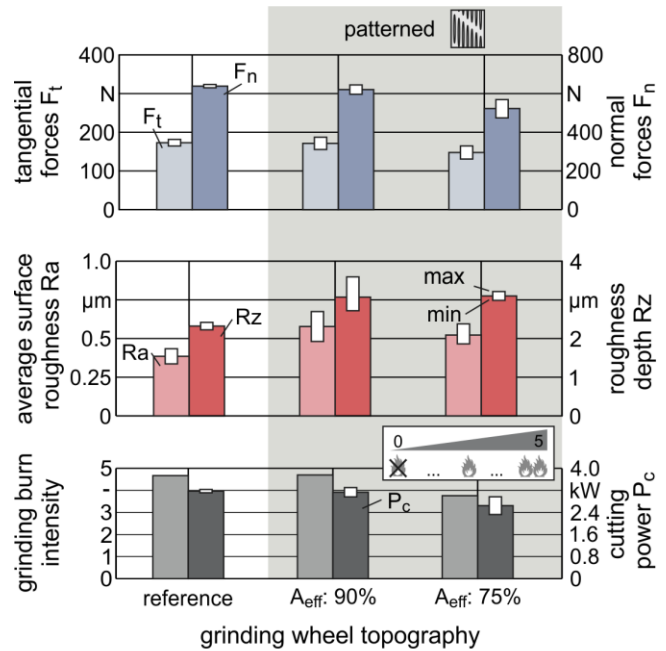 patterned
tangential
forces Ft
400
N
200
100
0
Ft
Fn
800
N
400
200
0
normal
forces Fn
average surface
roughness Ra
1.0
µm
0.5
0.25
0
Ra
Rz
max
min
4
µm
2
1
0
roughness
depth Rz
0 5
... ...
grinding burn
intensity
5
-
3
2
1
0
Pc
4.0
kW
2.4
1.6
0.8
0
cutting
power Pc
reference Aeff: 90% Aeff: 75%
grinding wheel topography